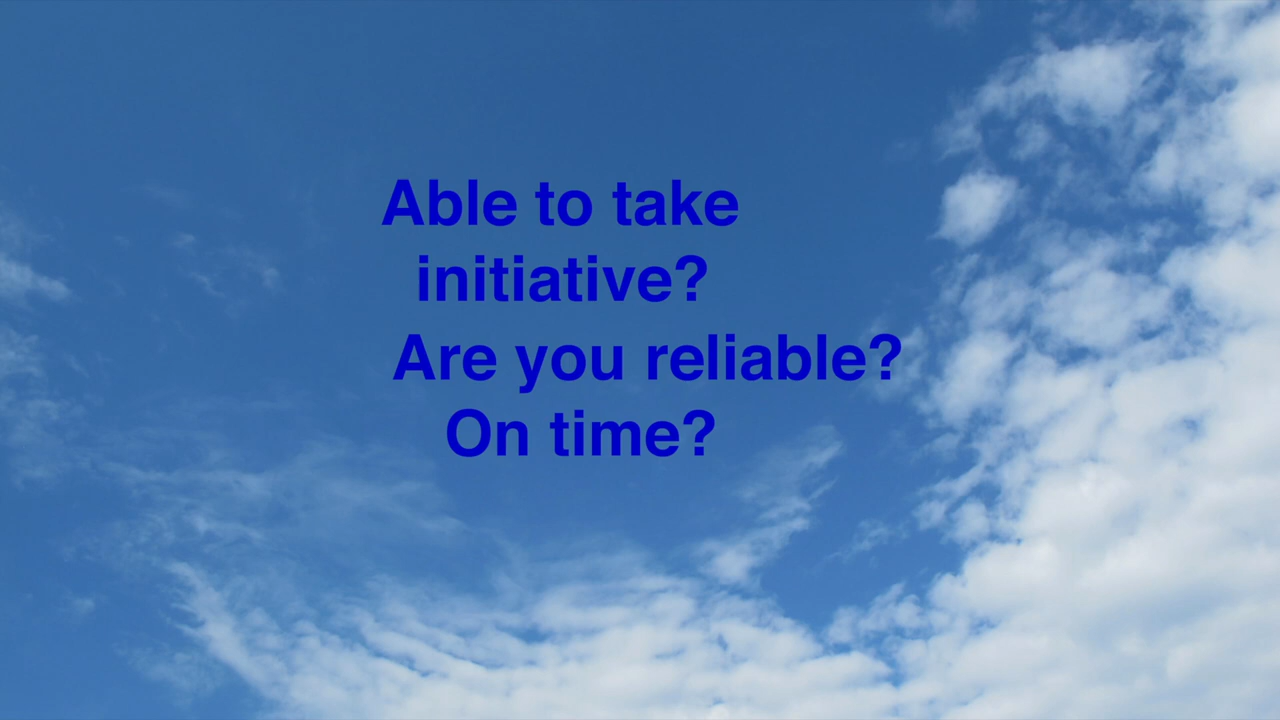 Able to take
initiative?
Are you reliable?
On time?